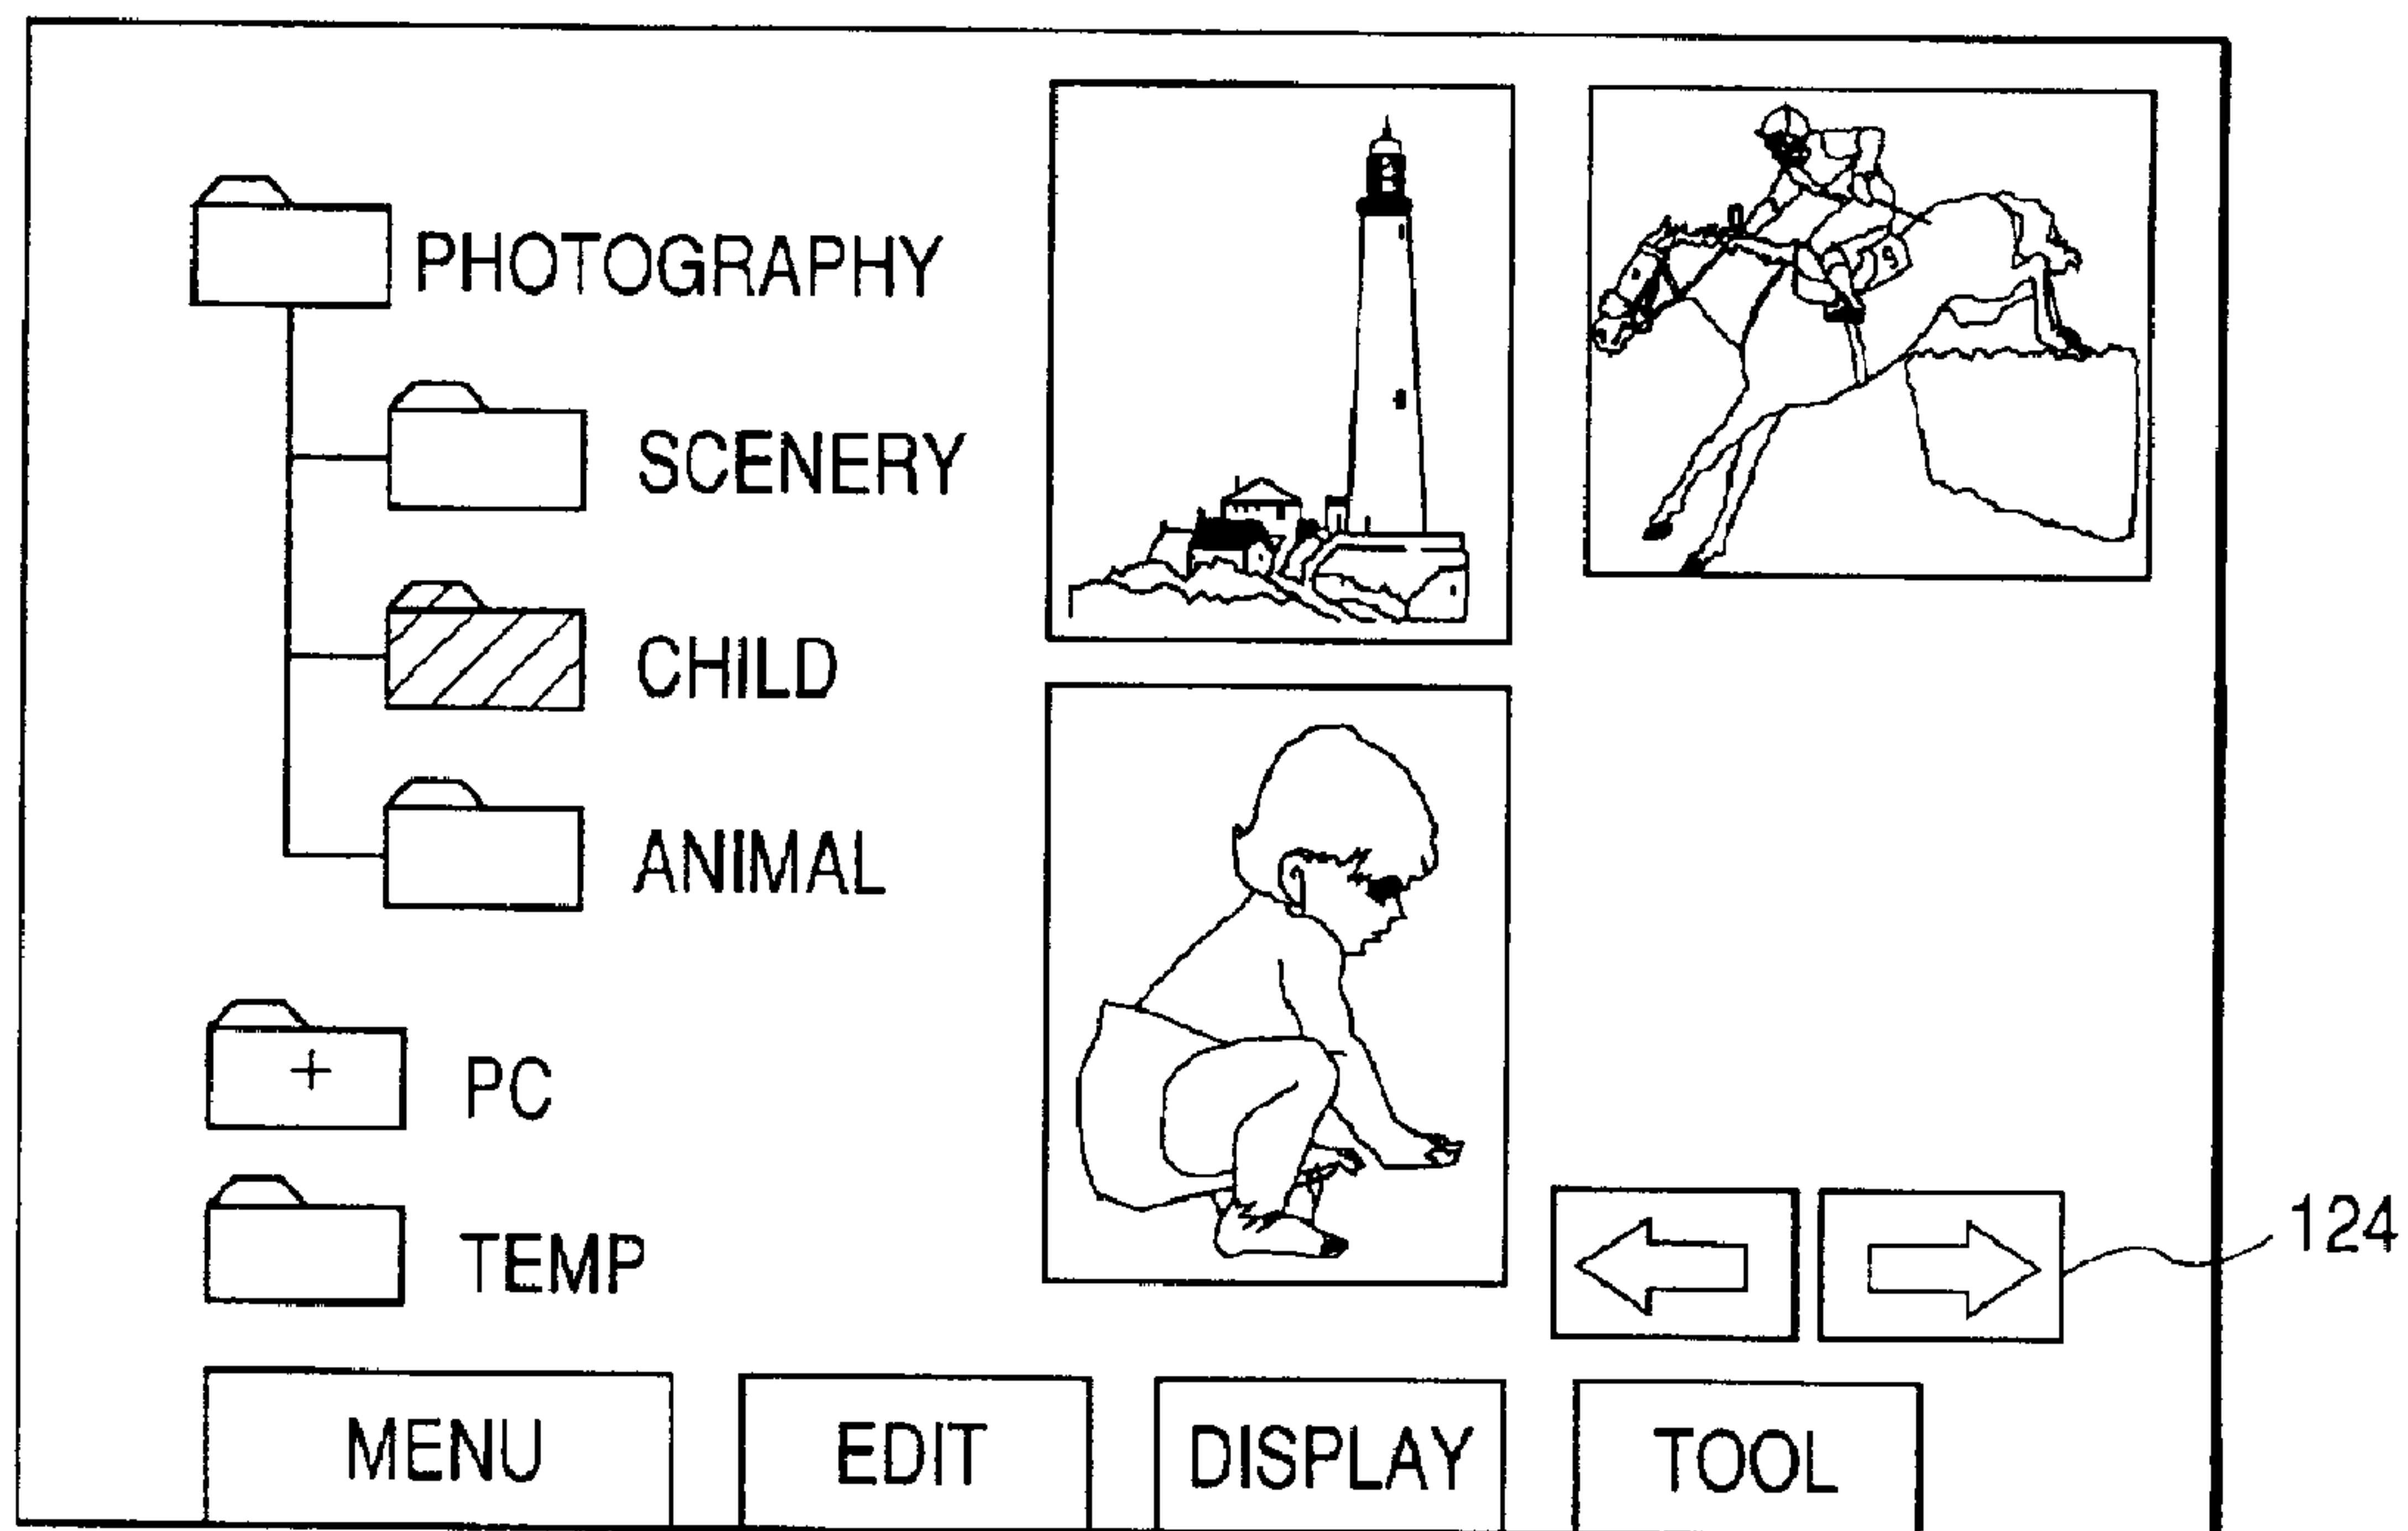 PHOTOGRAPHY
SCENERY
CHILD
ANIMAL
+ PC
TEMP
124
MENU EDIT DISPLAY TOOL